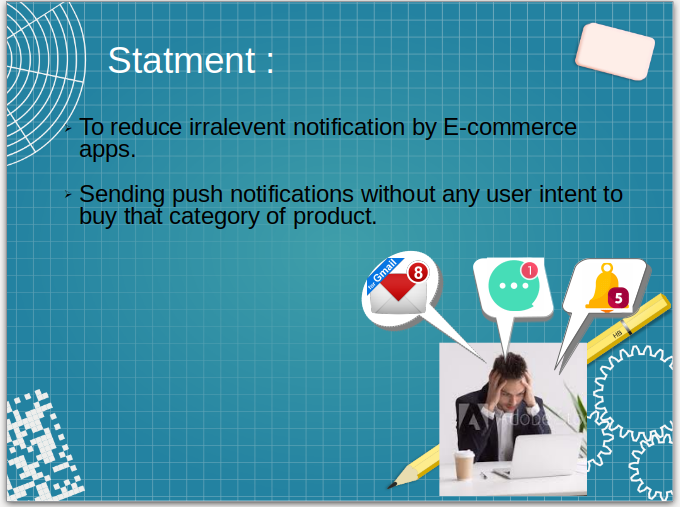 Statment :
To reduce irralevent notification by E-commerce
apps.
Sending push notifications without any user intent to
buy that category of product.
for Gmail
8
1
5
HB